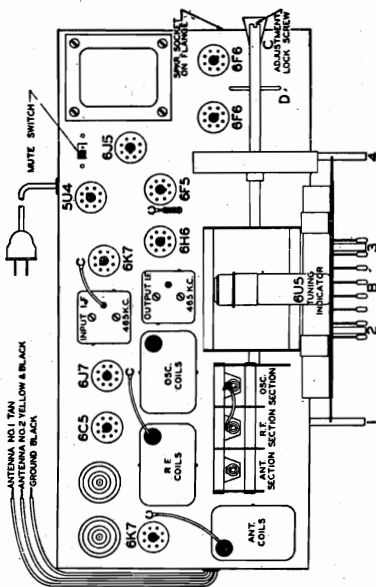 ANTENNA NO.1 TAN
ANTENNA NO.2 YELLOW & BLACK
GROUND BLACK
MUTE SWITCH
SPKR. SOCKET
ON FLANGE
5U4
6J5
6F6
6F6
C
ADJUSTMENT
LOCK SCREW
D
6K7
6F5
6H6
INPUT I.F.
465 K.C.
OUTPUT I.F.
465 K.C.
6J7
6C5
OSC.
COILS
R.F.
COILS
6K7
ANT.
COILS
ANT.
SECTION
R.F.
SECTION
OSC.
SECTION
6U5
TUNING
INDICATOR
1
2
B
3
4